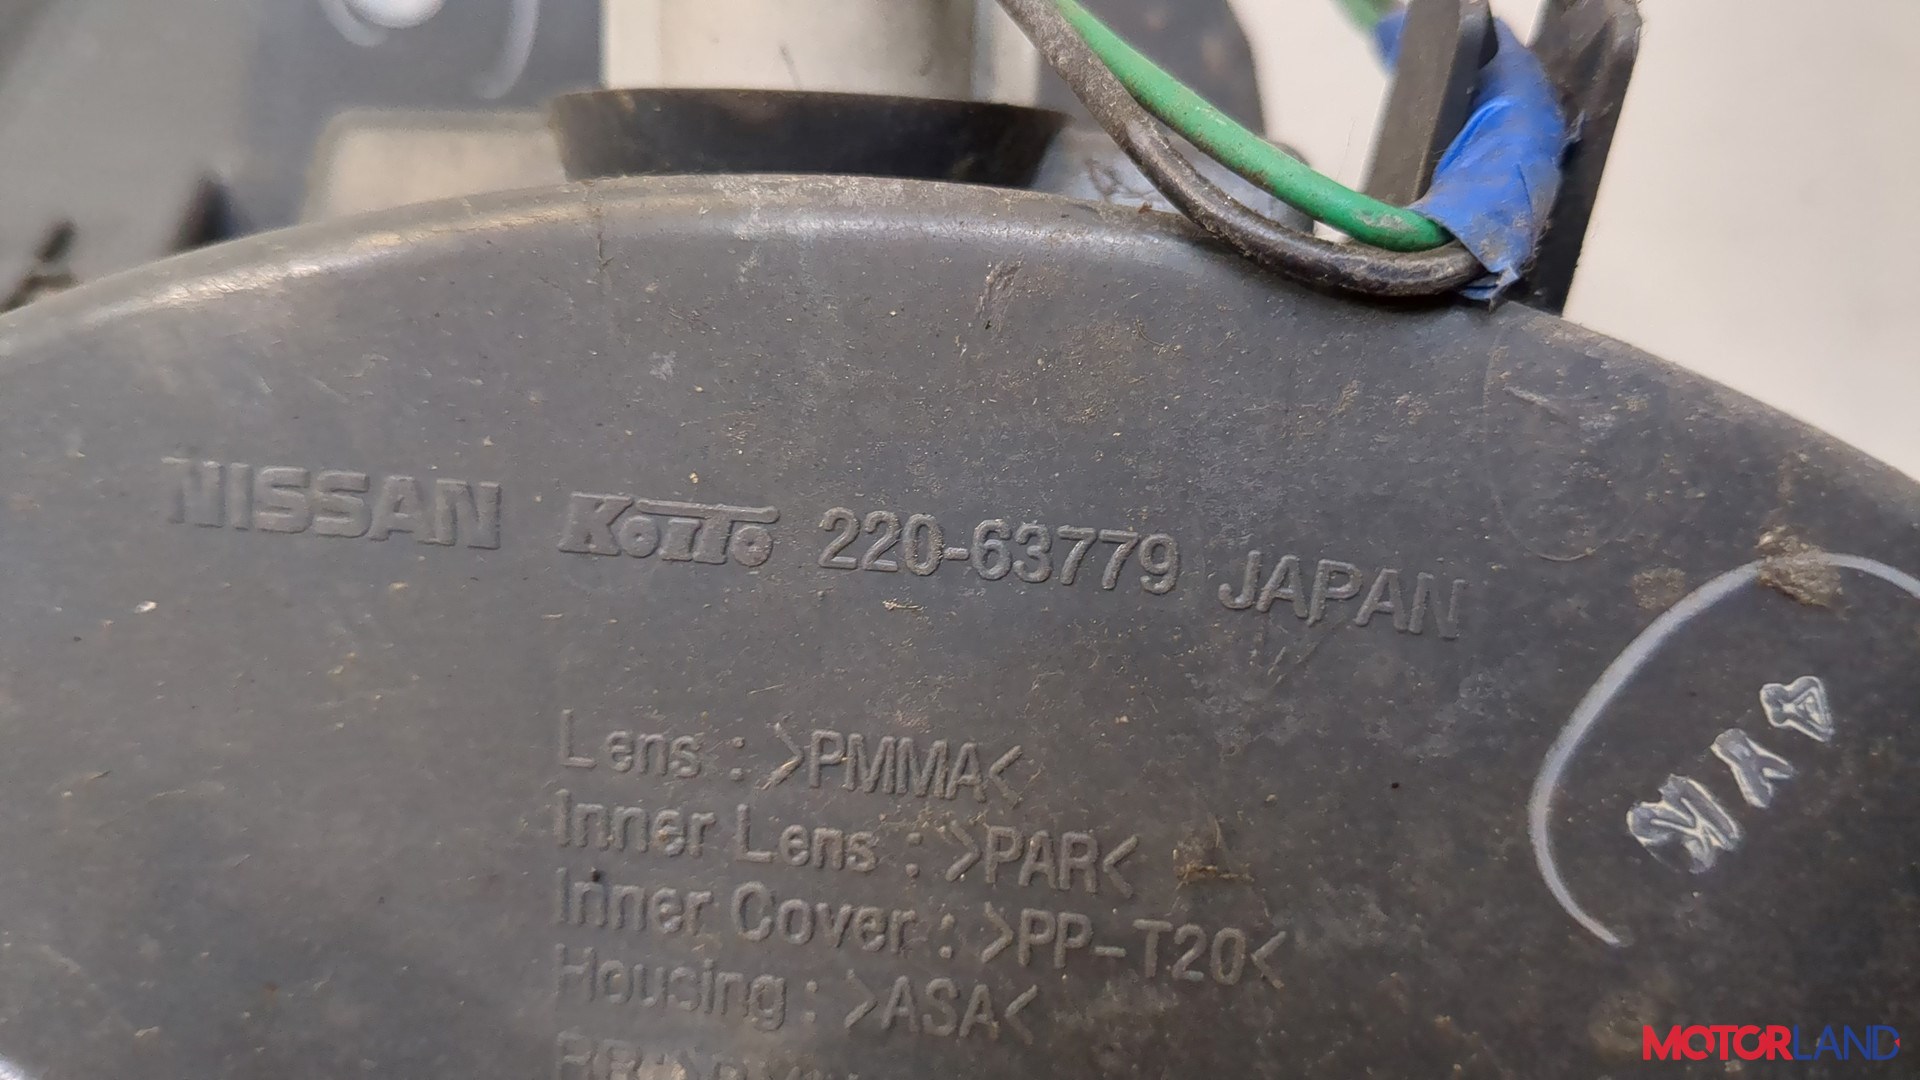 NISSAN KOITO 220-63779 JAPAN
Lens : >PMMA<
Inner Lens : >PAR<
Inner Cover : >PP-T20<
Housing : >ASA<
MOTORLAND